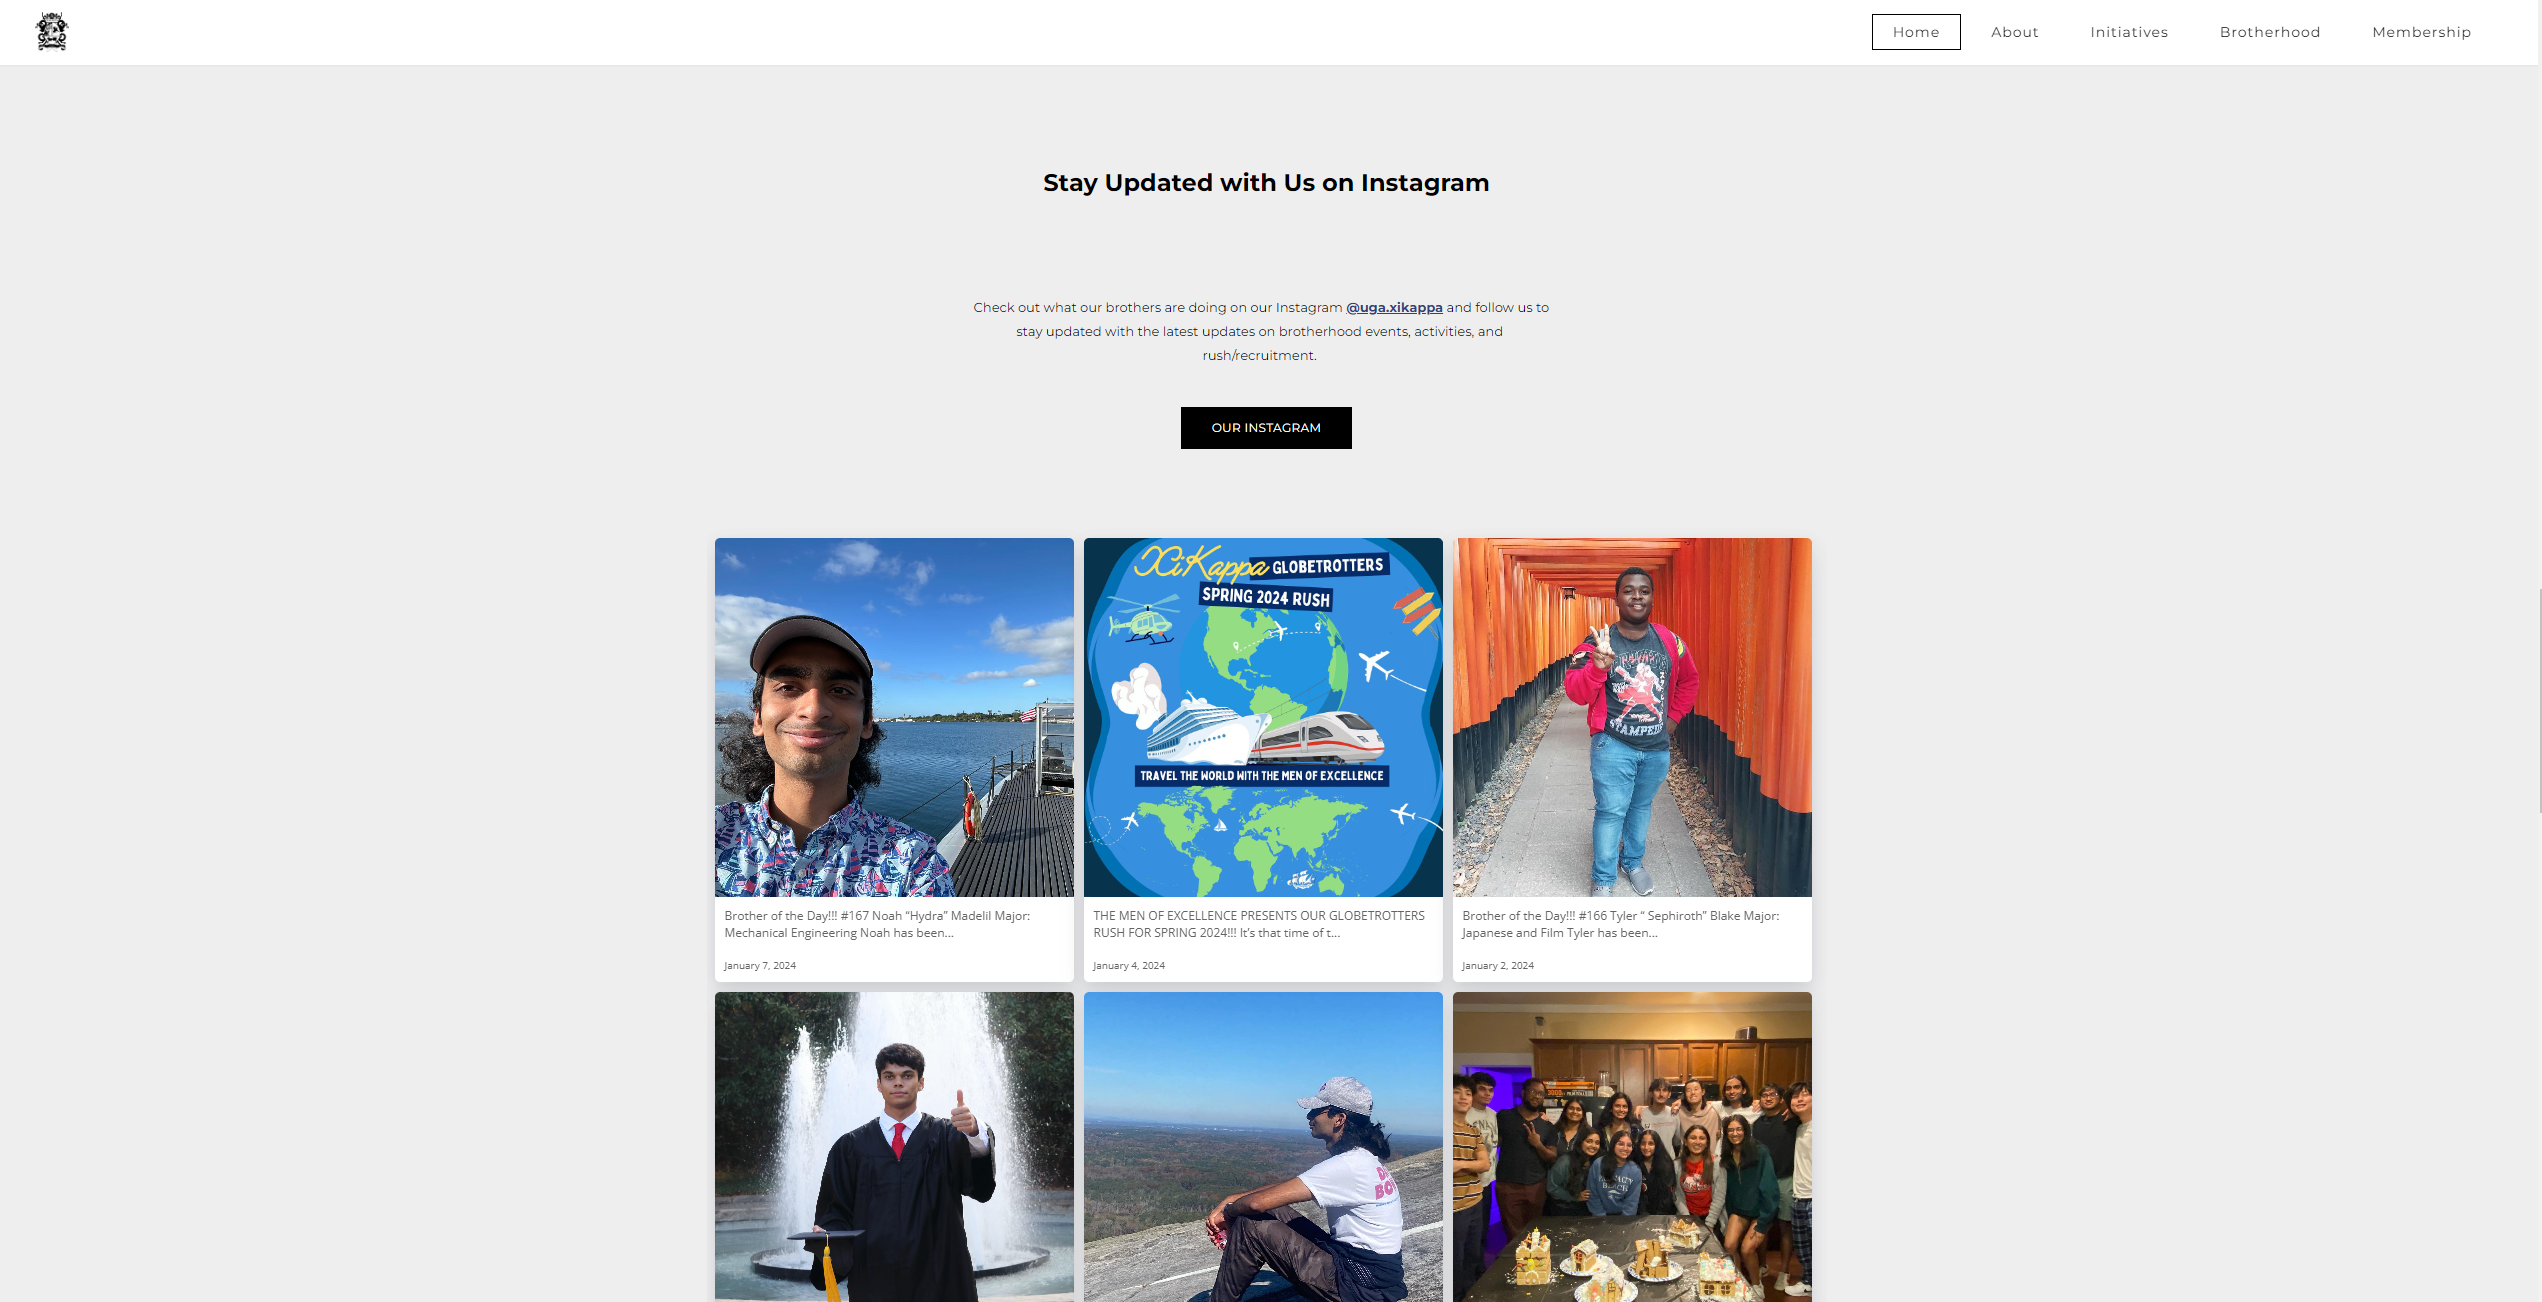 Home About Initiatives Brotherhood Membership
Stay Updated with Us on Instagram
Check out what our brothers are doing on our Instagram @uga.xikappa and follow us to
stay updated with the latest updates on brotherhood events, activities, and
rush/recruitment.
OUR INSTAGRAM
XiKappa GLOBETROTTERS
SPRING 2024 RUSH
TRAVEL THE WORLD WITH THE MEN OF EXCELLENCE
STAMPEDE
Brother of the Day!!! #167 Noah “Hydra” Madelil Major:
Mechanical Engineering Noah has been...
January 7, 2024
THE MEN OF EXCELLENCE PRESENTS OUR GLOBETROTTERS
RUSH FOR SPRING 2024!!! It’s that time of t...
January 4, 2024
Brother of the Day!!! #166 Tyler “ Sephiroth” Blake Major:
Japanese and Film Tyler has been...
January 2, 2024
BEACH